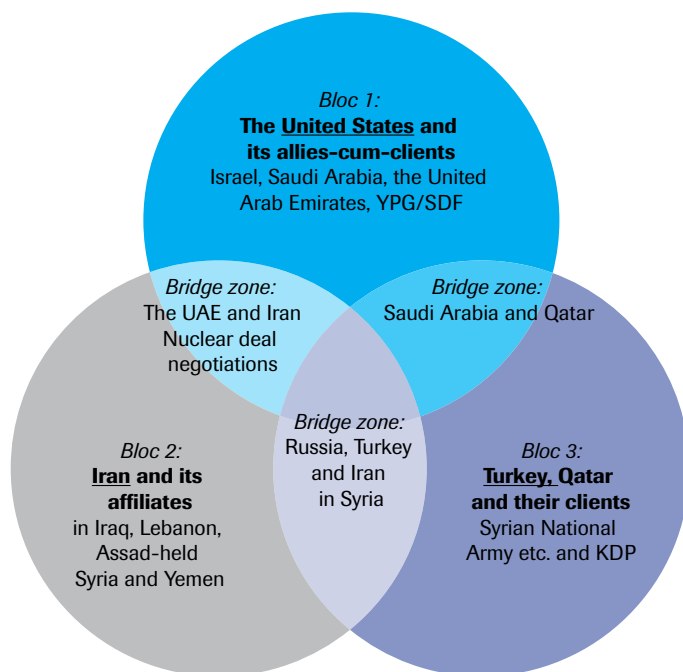 Bloc 1:
The United States and
its allies-cum-clients
Israel, Saudi Arabia, the United
Arab Emirates, YPG/SDF
Bridge zone:
The UAE and Iran
Nuclear deal
negotiations
Bridge zone:
Saudi Arabia and Qatar
Bridge zone:
Russia, Turkey
and Iran
in Syria
Bloc 2:
Iran and its
affiliates
in Iraq, Lebanon,
Assad-held
Syria and Yemen
Bloc 3:
Turkey, Qatar
and their clients
Syrian National
Army etc. and KDP